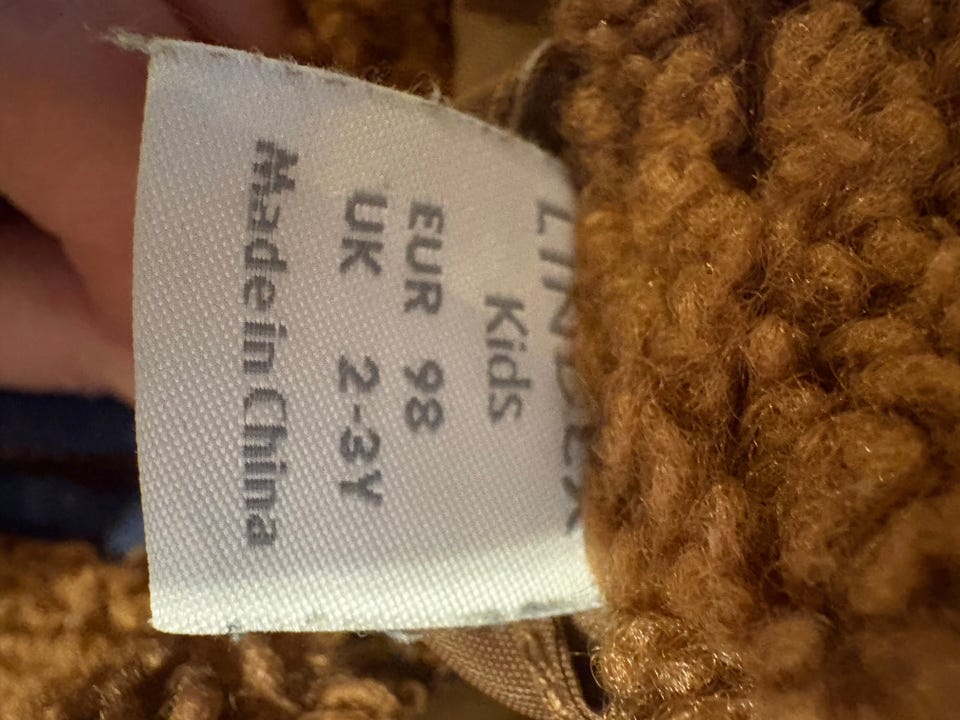 LINDEX
Kids
EUR 98
UK 2-3Y
Made in China